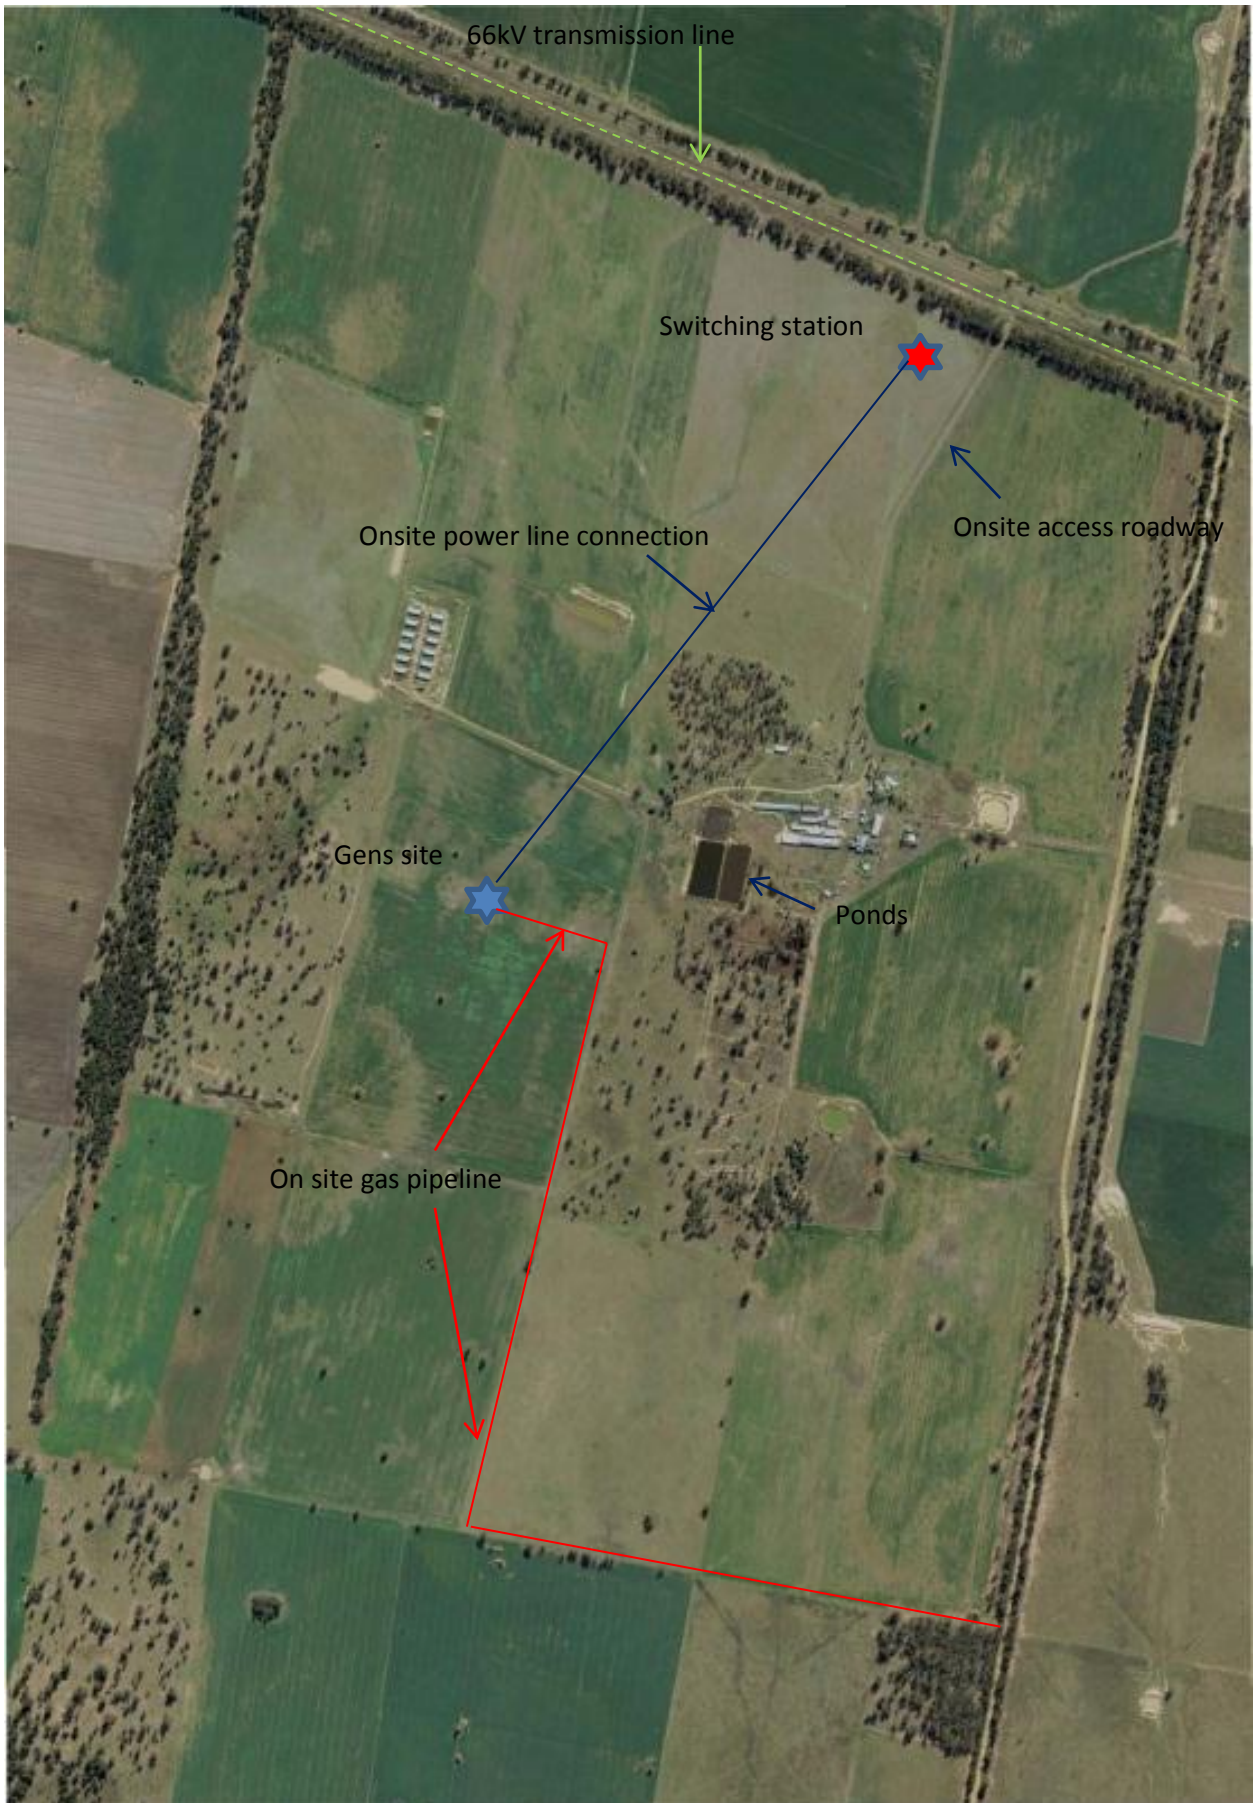 66kV transmission line
Switching station
Onsite access roadway
Onsite power line connection
Gens site
Ponds
On site gas pipeline